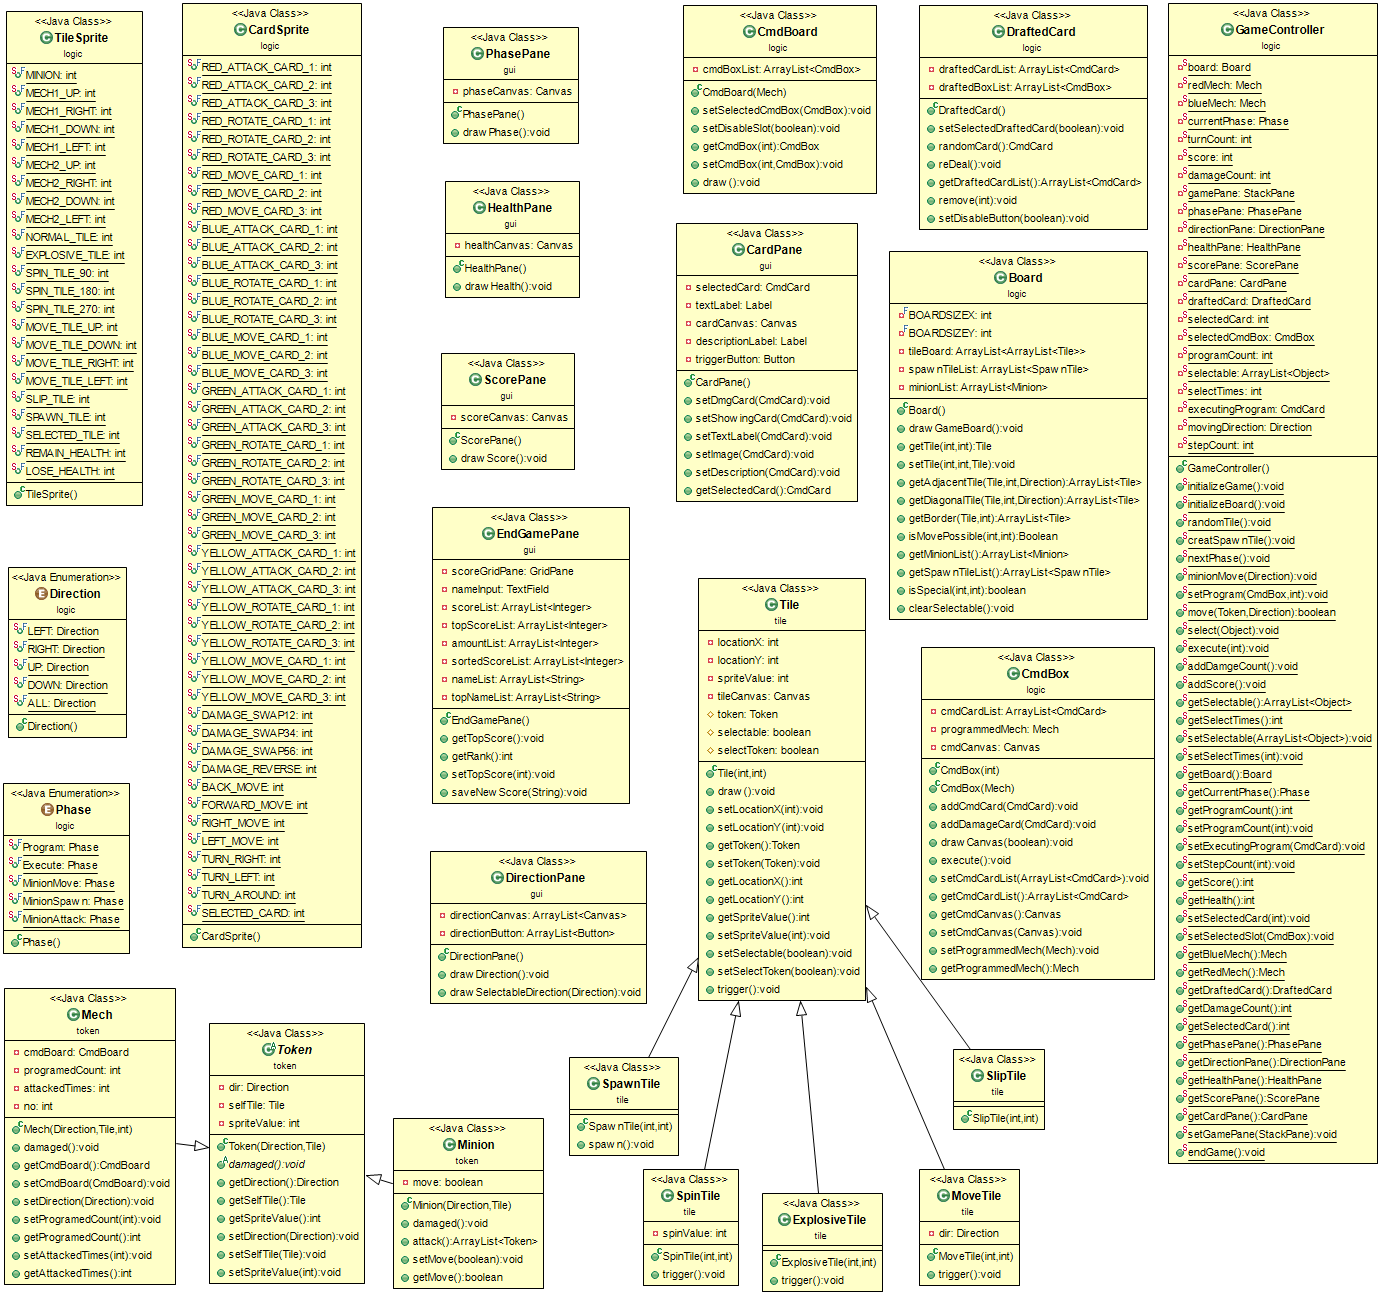 <<Java Class>>
TileSprite
logic
MINION: int
MECH1_UP: int
MECH1_RIGHT: int
MECH1_DOWN: int
MECH1_LEFT: int
MECH2_UP: int
MECH2_RIGHT: int
MECH2_DOWN: int
MECH2_LEFT: int
NORMAL_TILE: int
EXPLOSIVE_TILE: int
SPIN_TILE_90: int
SPIN_TILE_180: int
SPIN_TILE_270: int
MOVE_TILE_UP: int
MOVE_TILE_DOWN: int
MOVE_TILE_RIGHT: int
MOVE_TILE_LEFT: int
SLIP_TILE: int
SPAWN_TILE: int
SELECTED_TILE: int
REMAIN_HEALTH: int
LOSE_HEALTH: int
TileSprite()
<<Java Enumeration>>
Direction
logic
LEFT: Direction
RIGHT: Direction
UP: Direction
DOWN: Direction
ALL: Direction
Direction()
<<Java Enumeration>>
Phase
logic
Program: Phase
Execute: Phase
MinionMove: Phase
MinionSpawn: Phase
MinionAttack: Phase
Phase()
<<Java Class>>
CardSprite
logic
RED_ATTACK_CARD_1: int
RED_ATTACK_CARD_2: int
RED_ATTACK_CARD_3: int
RED_ROTATE_CARD_1: int
RED_ROTATE_CARD_2: int
RED_ROTATE_CARD_3: int
RED_MOVE_CARD_1: int
RED_MOVE_CARD_2: int
RED_MOVE_CARD_3: int
BLUE_ATTACK_CARD_1: int
BLUE_ATTACK_CARD_2: int
BLUE_ATTACK_CARD_3: int
BLUE_ROTATE_CARD_1: int
BLUE_ROTATE_CARD_2: int
BLUE_ROTATE_CARD_3: int
BLUE_MOVE_CARD_1: int
BLUE_MOVE_CARD_2: int
BLUE_MOVE_CARD_3: int
GREEN_ATTACK_CARD_1: int
GREEN_ATTACK_CARD_2: int
GREEN_ATTACK_CARD_3: int
GREEN_ROTATE_CARD_1: int
GREEN_ROTATE_CARD_2: int
GREEN_ROTATE_CARD_3: int
GREEN_MOVE_CARD_1: int
GREEN_MOVE_CARD_2: int
GREEN_MOVE_CARD_3: int
YELLOW_ATTACK_CARD_1: int
YELLOW_ATTACK_CARD_2: int
YELLOW_ATTACK_CARD_3: int
YELLOW_ROTATE_CARD_1: int
YELLOW_ROTATE_CARD_2: int
YELLOW_ROTATE_CARD_3: int
YELLOW_MOVE_CARD_1: int
YELLOW_MOVE_CARD_2: int
YELLOW_MOVE_CARD_3: int
DAMAGE_SWAP12: int
DAMAGE_SWAP34: int
DAMAGE_SWAP56: int
DAMAGE_REVERSE: int
BACK_MOVE: int
FORWARD_MOVE: int
RIGHT_MOVE: int
LEFT_MOVE: int
TURN_RIGHT: int
TURN_LEFT: int
TURN_AROUND: int
SELECTED_CARD: int
CardSprite()
<<Java Class>>
PhasePane
gui
phaseCanvas: Canvas
PhasePane()
drawPhase():void
<<Java Class>>
HealthPane
gui
healthCanvas: Canvas
HealthPane()
drawHealth():void
<<Java Class>>
ScorePane
gui
scoreCanvas: Canvas
ScorePane()
drawScore():void
<<Java Class>>
EndGamePane
gui
scoreGridPane: GridPane
nameInput: TextField
scoreList: ArrayList<Integer>
topScoreList: ArrayList<Integer>
amountList: ArrayList<Integer>
sortedScoreList: ArrayList<Integer>
nameList: ArrayList<String>
topNameList: ArrayList<String>
EndGamePane()
getTopScore():void
getRank():int
setTopScore(int):void
saveNewScore(String):void
<<Java Class>>
DirectionPane
gui
directionCanvas: ArrayList<Canvas>
directionButton: ArrayList<Button>
DirectionPane()
drawDirection():void
drawSelectableDirection(Direction):void
<<Java Class>>
CmdBoard
logic
cmdBoxList: ArrayList<CmdBox>
CmdBoard(Mech)
setSelectedCmdBox(CmdBox):void
setDisableSlot(boolean):void
getCmdBox(int):CmdBox
setCmdBox(int,CmdBox):void
draw():void
<<Java Class>>
CardPane
gui
selectedCard: CmdCard
textLabel: Label
cardCanvas: Canvas
descriptionLabel: Label
triggerButton: Button
CardPane()
setDmgCard(CmdCard):void
setShowingCard(CmdCard):void
setTextLabel(CmdCard):void
setImage(CmdCard):void
setDescription(CmdCard):void
getSelectedCard():CmdCard
<<Java Class>>
DraftedCard
logic
draftedCardList: ArrayList<CmdCard>
draftedBoxList: ArrayList<CmdBox>
DraftedCard()
setSelectedDraftedCard(boolean):void
randomCard():CmdCard
reDeal():void
getDraftedCardList():ArrayList<CmdCard>
remove(int):void
setDisableButton(boolean):void
<<Java Class>>
Board
logic
BOARDSIZEX: int
BOARDSIZEY: int
tileBoard: ArrayList<ArrayList<Tile>>
spawnTileList: ArrayList<SpawnTile>
minionList: ArrayList<Minion>
Board()
drawGameBoard():void
getTile(int,int):Tile
setTile(int,int,Tile):void
getAdjacentTile(Tile,int,Direction):ArrayList<Tile>
getDiagonalTile(Tile,int,Direction):ArrayList<Tile>
getBorder(Tile,int):ArrayList<Tile>
isMovePossible(int,int):Boolean
getMinionList():ArrayList<Minion>
getSpawnTileList():ArrayList<SpawnTile>
isSpecial(int,int):boolean
clearSelectable():void
<<Java Class>>
Tile
tile
locationX: int
locationY: int
spriteValue: int
tileCanvas: Canvas
token: Token
selectable: boolean
selectToken: boolean
Tile(int,int)
draw():void
setLocationX(int):void
setLocationY(int):void
getToken():Token
setToken(Token):void
getLocationX():int
getLocationY():int
getSpriteValue():int
setSpriteValue(int):void
setSelectable(boolean):void
setSelectToken(boolean):void
trigger():void
<<Java Class>>
CmdBox
logic
cmdCardList: ArrayList<CmdCard>
programmedMech: Mech
cmdCanvas: Canvas
CmdBox(int)
CmdBox(Mech)
addCmdCard(CmdCard):void
addDamageCard(CmdCard):void
drawCanvas(boolean):void
execute():void
setCmdCardList(ArrayList<CmdCard>):void
getCmdCardList():ArrayList<CmdCard>
getCmdCanvas():Canvas
setCmdCanvas(Canvas):void
setProgrammedMech(Mech):void
getProgrammedMech():Mech
<<Java Class>>
GameController
logic
board: Board
redMech: Mech
blueMech: Mech
currentPhase: Phase
turnCount: int
score: int
damageCount: int
gamePane: StackPane
phasePane: PhasePane
directionPane: DirectionPane
healthPane: HealthPane
scorePane: ScorePane
cardPane: CardPane
draftedCard: DraftedCard
selectedCard: int
selectedCmdBox: CmdBox
programCount: int
selectable: ArrayList<Object>
selectTimes: int
executingProgram: CmdCard
movingDirection: Direction
stepCount: int
GameController()
initializeGame():void
initializeBoard():void
randomTile():void
creatSpawnTile():void
nextPhase():void
minionMove(Direction):void
setProgram(CmdBox,int):void
move(Token,Direction):boolean
select(Object):void
execute(int):void
addDamgeCount():void
addScore():void
getSelectable():ArrayList<Object>
getSelectTimes():int
setSelectable(ArrayList<Object>):void
setSelectTimes(int):void
getBoard():Board
getCurrentPhase():Phase
getProgramCount():int
setProgramCount(int):void
setExecutingProgram(CmdCard):void
setStepCount(int):void
getScore():int
getHealth():int
setSelectedCard(int):void
setSelectedSlot(CmdBox):void
getBlueMech():Mech
getRedMech():Mech
getDraftedCard():DraftedCard
getDamageCount():int
getSelectedCard():int
getPhasePane():PhasePane
getDirectionPane():DirectionPane
getHealthPane():HealthPane
getScorePane():ScorePane
getCardPane():CardPane
setGamePane(StackPane):void
endGame():void
<<Java Class>>
Mech
token
cmdBoard: CmdBoard
programedCount: int
attackedTimes: int
no: int
Mech(Direction,Tile,int)
damaged():void
getCmdBoard():CmdBoard
setCmdBoard(CmdBoard):void
setDirection(Direction):void
setProgramedCount(int):void
getProgramedCount():int
setAttackedTimes(int):void
getAttackedTimes():int
<<Java Class>>
Token
token
dir: Direction
selfTile: Tile
spriteValue: int
Token(Direction,Tile)
damaged():void
getDirection():Direction
getSelfTile():Tile
getSpriteValue():int
setDirection(Direction):void
setSelfTile(Tile):void
setSpriteValue(int):void
<<Java Class>>
Minion
token
move: boolean
Minion(Direction,Tile)
damaged():void
attack():ArrayList<Token>
setMove(boolean):void
getMove():boolean
<<Java Class>>
SpawnTile
tile
SpawnTile(int,int)
spawn():void
<<Java Class>>
SpinTile
tile
spinValue: int
SpinTile(int,int)
trigger():void
<<Java Class>>
ExplosiveTile
tile
ExplosiveTile(int,int)
trigger():void
<<Java Class>>
MoveTile
tile
dir: Direction
MoveTile(int,int)
trigger():void
<<Java Class>>
SlipTile
tile
SlipTile(int,int)